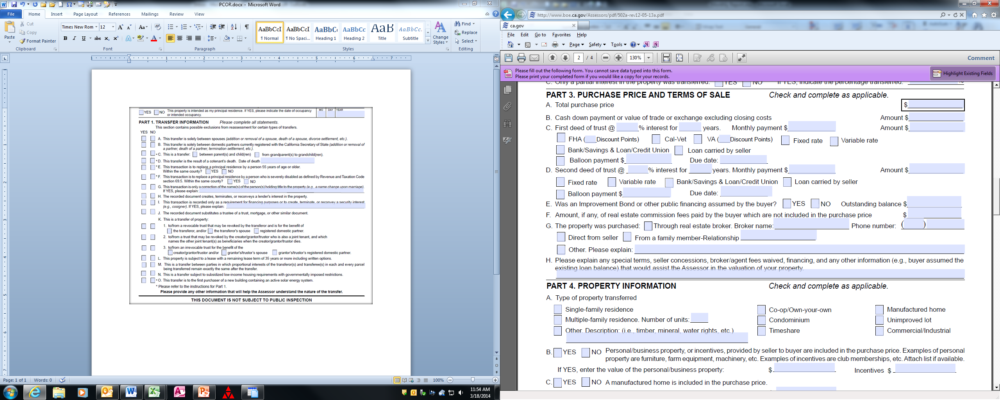 PCOR.docx - Microsoft Word
File Home Insert Page Layout References Mailings Review View
Cut
Copy
Format Painter
Paste
Clipboard
Times New Rom 12
Font
Paragraph
AaBbCcI AaBbCcI AaBbC AaBbCc AaB AaBbCc.
¶ Normal ¶ No Spaci... Heading 1 Heading 2 Title Subtitle
Change Styles
Styles
Find
Replace
Select
Editing
YES NO This property is intended as my principal residence. If YES, please indicate the date of occupancy
or intended occupancy.
MO DAY YEAR
PART 1. TRANSFER INFORMATION Please complete all statements.
This section contains possible exclusions from reassessment for certain types of transfers.
YES NO
A. This transfer is solely between spouses (addition or removal of a spouse, death of a spouse, divorce settlement, etc.).
B. This transfer is solely between domestic partners currently registered with the California Secretary of State (addition or removal of
a partner, death of a partner, termination settlement, etc.).
* C. This is a transfer: between parent(s) and child(ren) from grandparent(s) to grandchild(ren).
* D. This transfer is the result of a cotenant's death. Date of death
* E. This transaction is to replace a principal residence by a person 55 years of age or older.
Within the same county? YES NO
* F. This transaction is to replace a principal residence by a person who is severely disabled as defined by Revenue and Taxation Code
section 69.5. Within the same county? YES NO
G. This transaction is only a correction of the name(s) of the person(s) holding title to the property (e.g., a name change upon marriage).
If YES, please explain:
H. The recorded document creates, terminates, or reconveys a lender's interest in the property.
I. This transaction is recorded only as a requirement for financing purposes or to create, terminate, or reconvey a security interest
(e.g., cosigner). If YES, please explain:
J. The recorded document substitutes a trustee of a trust, mortgage, or other similar document.
K. This is a transfer of property:
1. to/from a revocable trust that may be revoked by the transferor and is for the benefit of
the transferor, and/or the transferor's spouse registered domestic partner.
2. to/from a trust that may be revoked by the creator/grantor/trustor who is also a joint tenant, and which
names the other joint tenant(s) as beneficiaries when the creator/grantor/trustor dies.
3. to/from an irrevocable trust for the benefit of the
creator/grantor/trustor and/or grantor's/trustor's spouse grantor's/trustor's registered domestic partner.
L. This property is subject to a lease with a remaining lease term of 35 years or more including written options.
M. This is a transfer between parties in which proportional interests of the transferor(s) and transferee(s) in each and every parcel
being transferred remain exactly the same after the transfer.
N. This is a transfer subject to subsidized low-income housing requirements with governmentally imposed restrictions.
* O. This transfer is to the first purchaser of a new building containing an active solar energy system.
* Please refer to the instructions for Part 1.
Please provide any other information that will help the Assessor understand the nature of the transfer.
THIS DOCUMENT IS NOT SUBJECT TO PUBLIC INSPECTION
Page: 1 of 1 Words: 0 100%
11:54 AM
3/18/2014
http://www.boe.ca.gov/Assessors/pdf/502a-rev12-05-13a.pdf
ca.gov
File Edit Go to Favorites Help
Page Safety Tools
2 / 4 130% Comment
Please fill out the following form. You cannot save data typed into this form.
Please print your completed form if you would like a copy for your records.
Highlight Existing Fields
C. Only a partial interest in the property was transferred. YES NO If YES, indicate the percentage transferred: %
PART 3. PURCHASE PRICE AND TERMS OF SALE Check and complete as applicable.
A. Total purchase price $
B. Cash down payment or value of trade or exchange excluding closing costs Amount $
C. First deed of trust @ % interest for years. Monthly payment $ Amount $
FHA ( Discount Points) Cal-Vet VA ( Discount Points) Fixed rate Variable rate
Bank/Savings & Loan/Credit Union Loan carried by seller
Balloon payment $ Due date:
D. Second deed of trust @ % interest for years. Monthly payment $ Amount $
Fixed rate Variable rate Bank/Savings & Loan/Credit Union Loan carried by seller
Balloon payment $ Due date:
E. Was an Improvement Bond or other public financing assumed by the buyer? YES NO Outstanding balance $
F. Amount, if any, of real estate commission fees paid by the buyer which are not included in the purchase price $
G. The property was purchased: Through real estate broker. Broker name: Phone number: ( )
Direct from seller From a family member-Relationship
Other. Please explain:
H. Please explain any special terms, seller concessions, broker/agent fees waived, financing, and any other information (e.g., buyer assumed the
existing loan balance) that would assist the Assessor in the valuation of your property.
PART 4. PROPERTY INFORMATION Check and complete as applicable.
A. Type of property transferred
Single-family residence Co-op/Own-your-own Manufactured home
Multiple-family residence. Number of units: Condominium Unimproved lot
Other. Description: (i.e., timber, mineral, water rights, etc.) Timeshare Commercial/Industrial
B. YES NO Personal/business property, or incentives, provided by seller to buyer are included in the purchase price. Examples of personal
property are furniture, farm equipment, machinery, etc. Examples of incentives are club memberships, etc. Attach list if available.
If YES, enter the value of the personal/business property: $ Incentives $
C. YES NO A manufactured home is included in the purchase price.